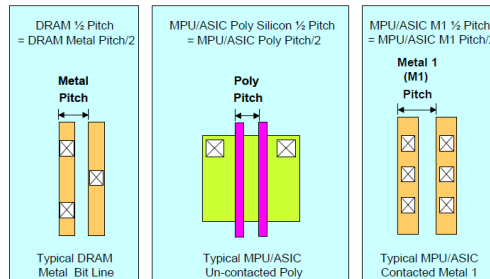 DRAM ½ Pitch
= DRAM Metal Pitch/2
Metal
Pitch
Typical DRAM
Metal Bit Line
MPU/ASIC Poly Silicon ½ Pitch
= MPU/ASIC Poly Pitch/2
Poly
Pitch
Typical MPU/ASIC
Un-contacted Poly
MPU/ASIC M1 ½ Pitch
= MPU/ASIC M1 Pitch/2
Metal 1
(M1)
Pitch
Typical MPU/ASIC
Contacted Metal 1